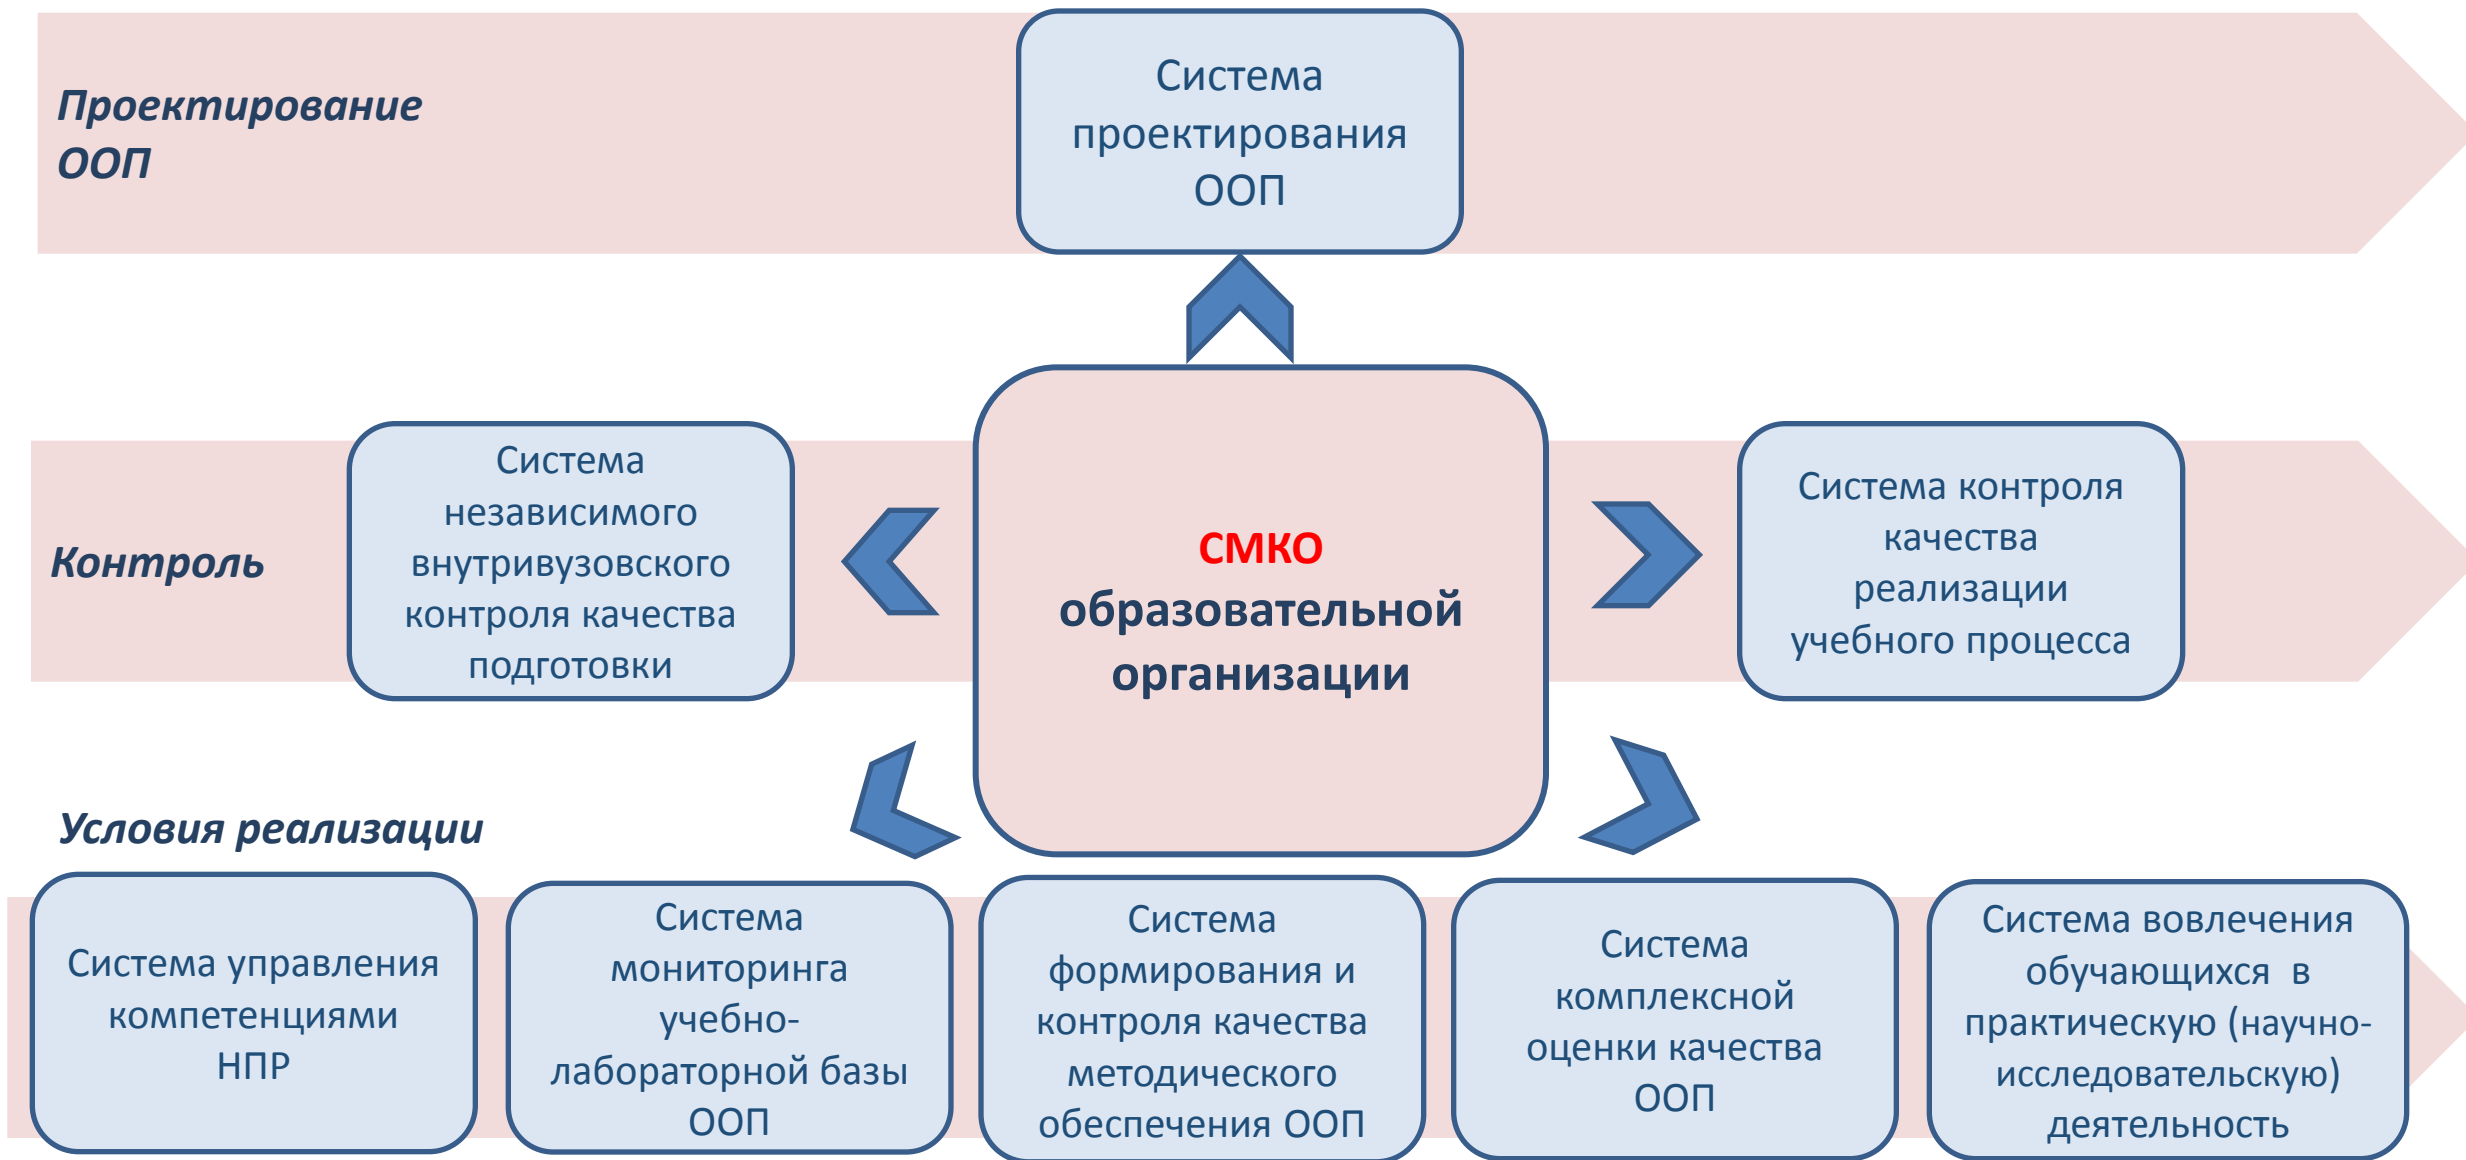 Проектирование
ООП
Система
проектирования
ООП
Контроль
Система
независимого
внутривузовского
контроля качества
подготовки
СМКО
образовательной
организации
Система контроля
качества
реализации
учебного процесса
Условия реализации
Система управления
компетенциями
НПР
Система
мониторинга
учебно-
лабораторной базы
ООП
Система
формирования и
контроля качества
методического
обеспечения ООП
Система
комплексной
оценки качества
ООП
Система вовлечения
обучающихся  в
практическую (научно-
исследовательскую)
деятельность